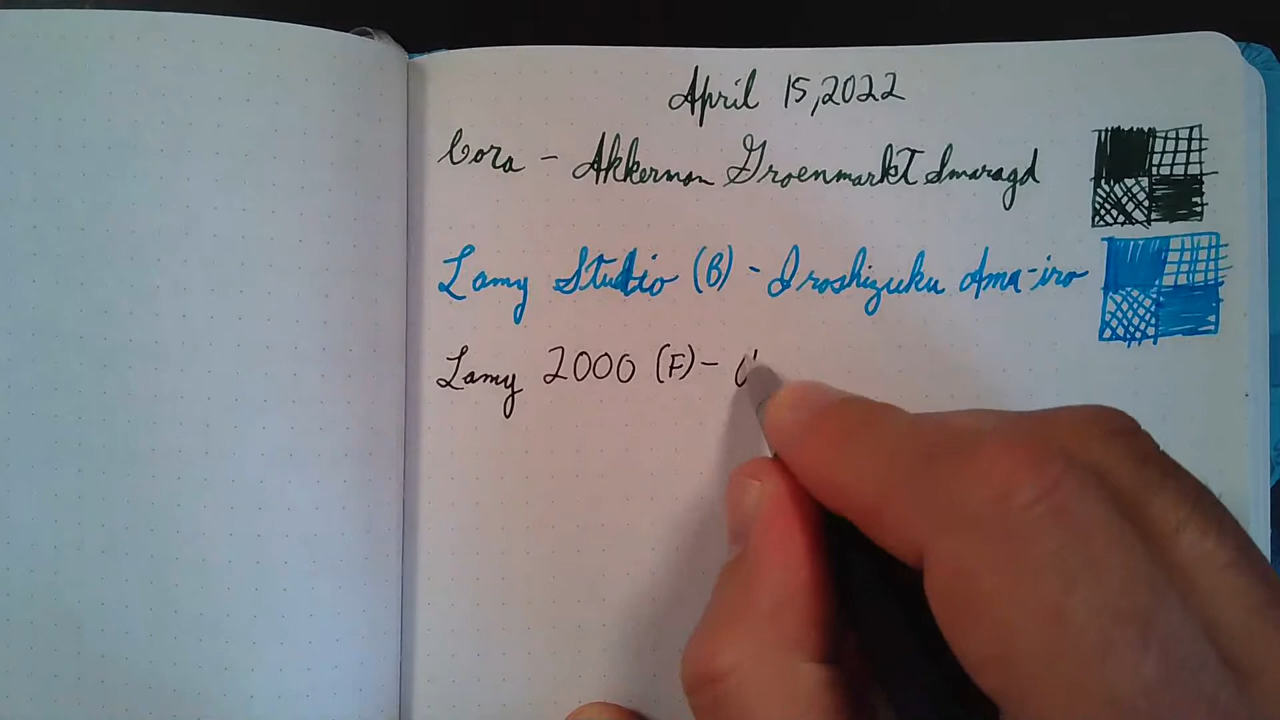 April 15, 2022
Cora - Akkerman Groenmarkt Smaragd
Lamy Studio (B) - Iroshizuku Ama-iro
Lamy 2000 (F) -